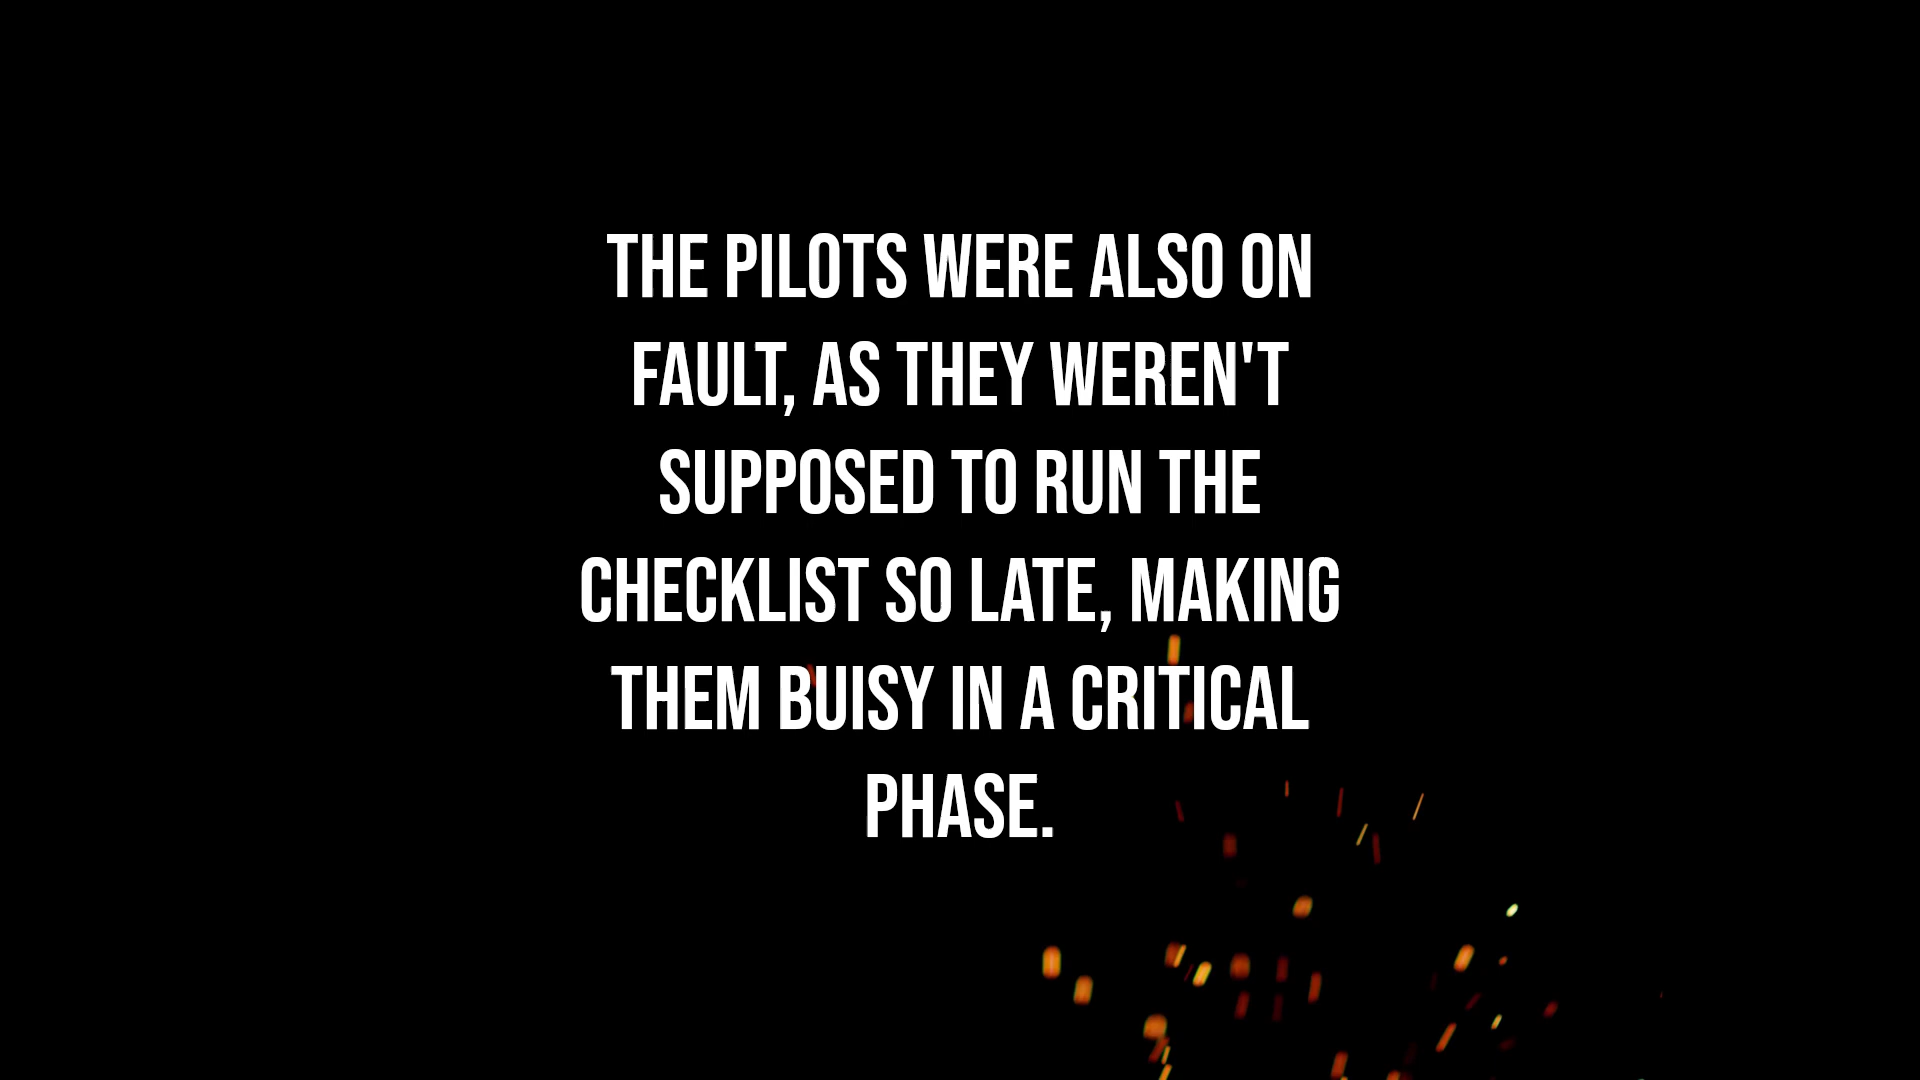 THE PILOTS WERE ALSO ON
FAULT, AS THEY WEREN'T
SUPPOSED TO RUN THE
CHECKLIST SO LATE, MAKING
THEM BUISY IN A CRITICAL
PHASE.